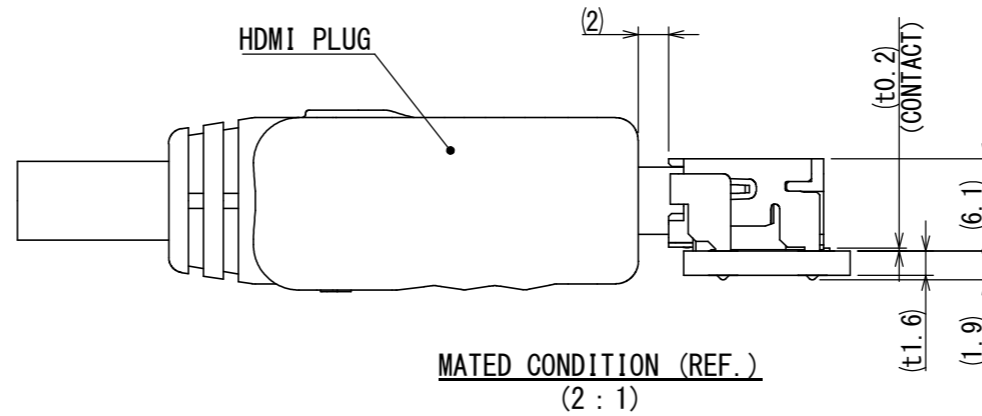 (2)
HDMI PLUG
(t0.2)
(CONTACT)
(6.1)
(t1.6)
(1.9)
MATED CONDITION (REF.)
(2 : 1)